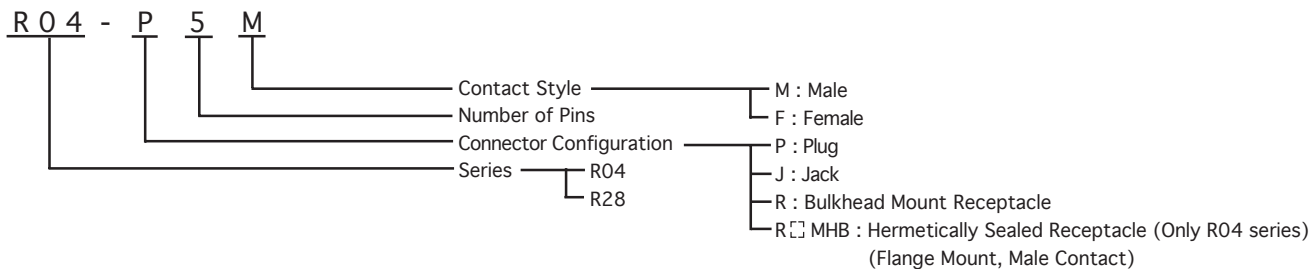 R04 - P 5 M
Contact Style
M : Male
F : Female
Number of Pins
Connector Configuration
P : Plug
J : Jack
R : Bulkhead Mount Receptacle
R⬚MHB : Hermetically Sealed Receptacle (Only R04 series)
(Flange Mount, Male Contact)
Series
R04
R28